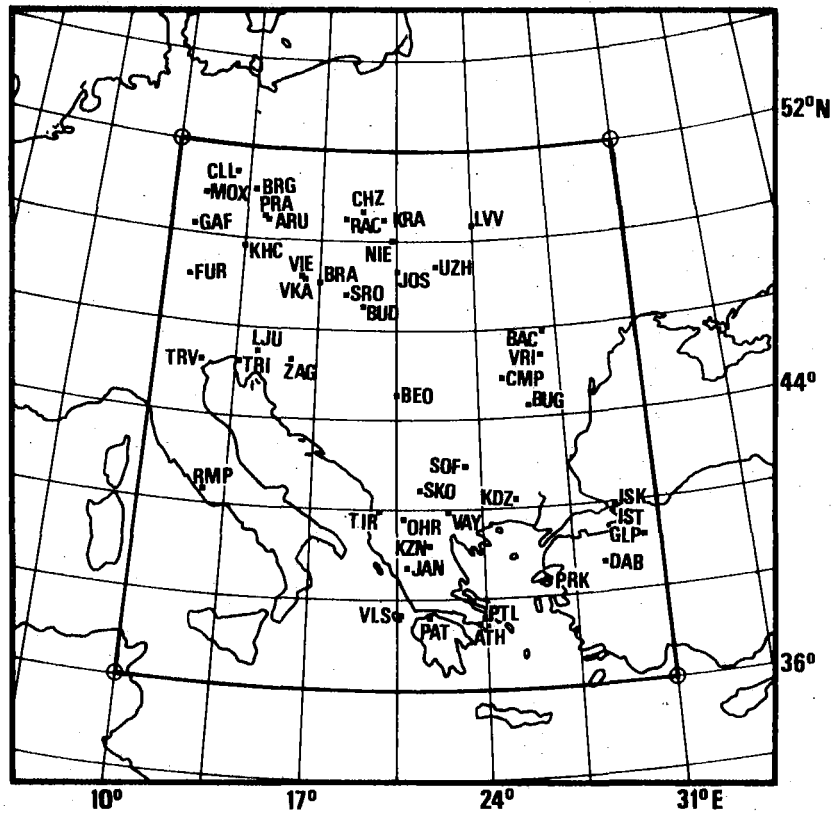 52°N
CLL
MOX
BRG
PRA
ARU
GAF
CHZ
RAC
KRA
LVV
NIE
KHC
FUR
VIE
VKA
BRA
SRO
BUD
JOS
UZH
LJU
TRV
TRI
ZAG
BAC
VRI
CMP
BUG
44°
BEO
RMP
SOF
SKO
KDZ
ISK
IST
GLP
TIR
OHR
VAY
KZN
JAN
DAB
PRK
VLS
PAT
PTL
ATH
36°
10° 17° 24° 31°E